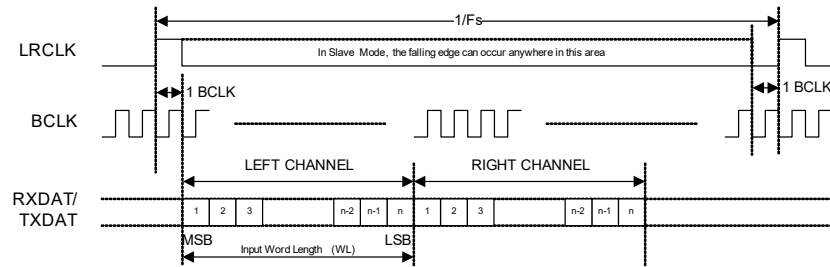 1/Fs
LRCLK
In Slave Mode, the falling edge can occur anywhere in this area
1 BCLK
1 BCLK
BCLK
LEFT CHANNEL
RIGHT CHANNEL
RXDAT/
TXDAT
1 2 3 n-2 n-1 n 1 2 3 n-2 n-1 n
MSB
LSB
Input Word Length (WL)